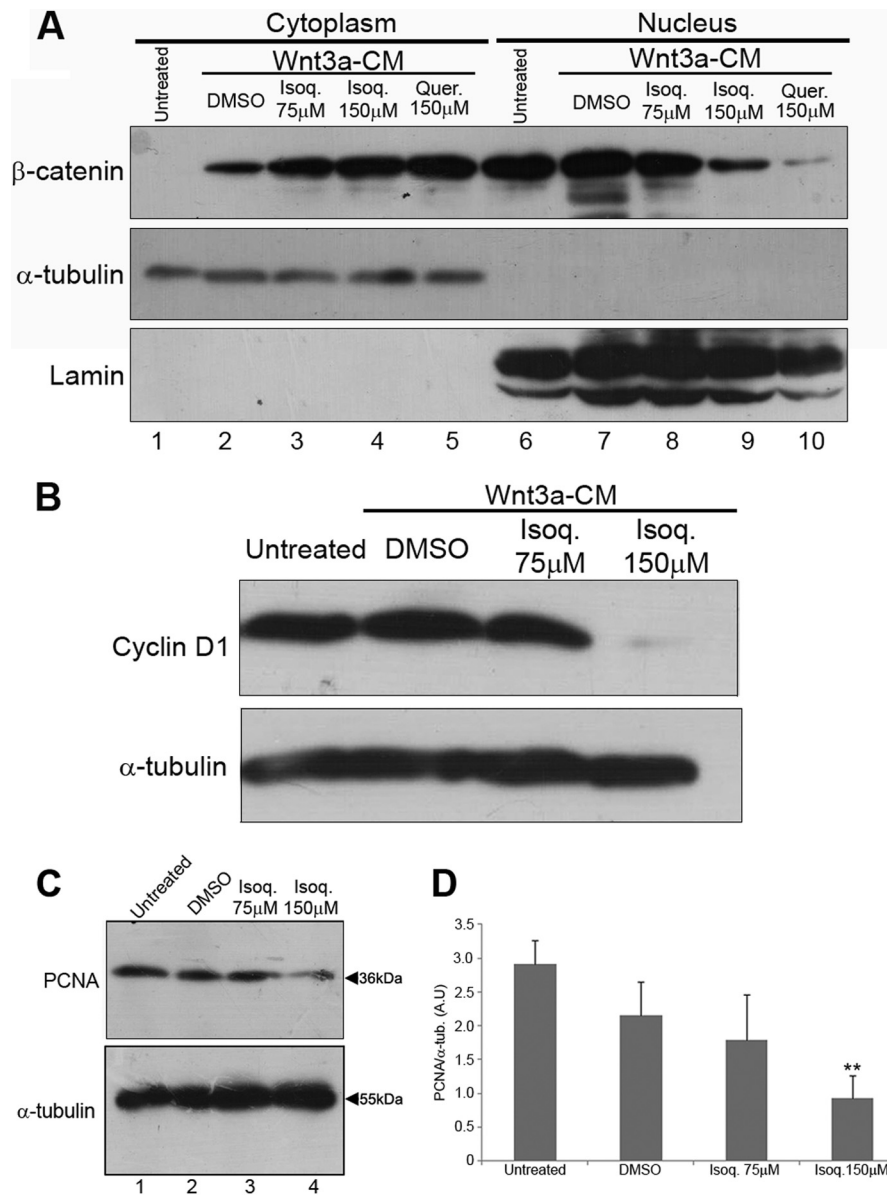 A
Cytoplasm
Nucleus
Untreated
Wnt3a-CM
DMSO
Isoq.
75μM
Isoq.
150μM
Quer.
150μM
Untreated
Wnt3a-CM
DMSO
Isoq.
75μM
Isoq.
150μM
Quer.
150μM
β-catenin
α-tubulin
Lamin
1 2 3 4 5 6 7 8 9 10
B
Wnt3a-CM
Untreated
DMSO
Isoq.
75μM
Isoq.
150μM
Cyclin D1
α-tubulin
C
Untreated
DMSO
Isoq.
75μM
Isoq.
150μM
PCNA
36kDa
α-tubulin
55kDa
1 2 3 4
D
PCNA/α-tub. (A.U)
3.5
3.0
2.5
2.0
1.5
1.0
0.5
0
**
Untreated
DMSO
Isoq. 75μM
Isoq.150μM